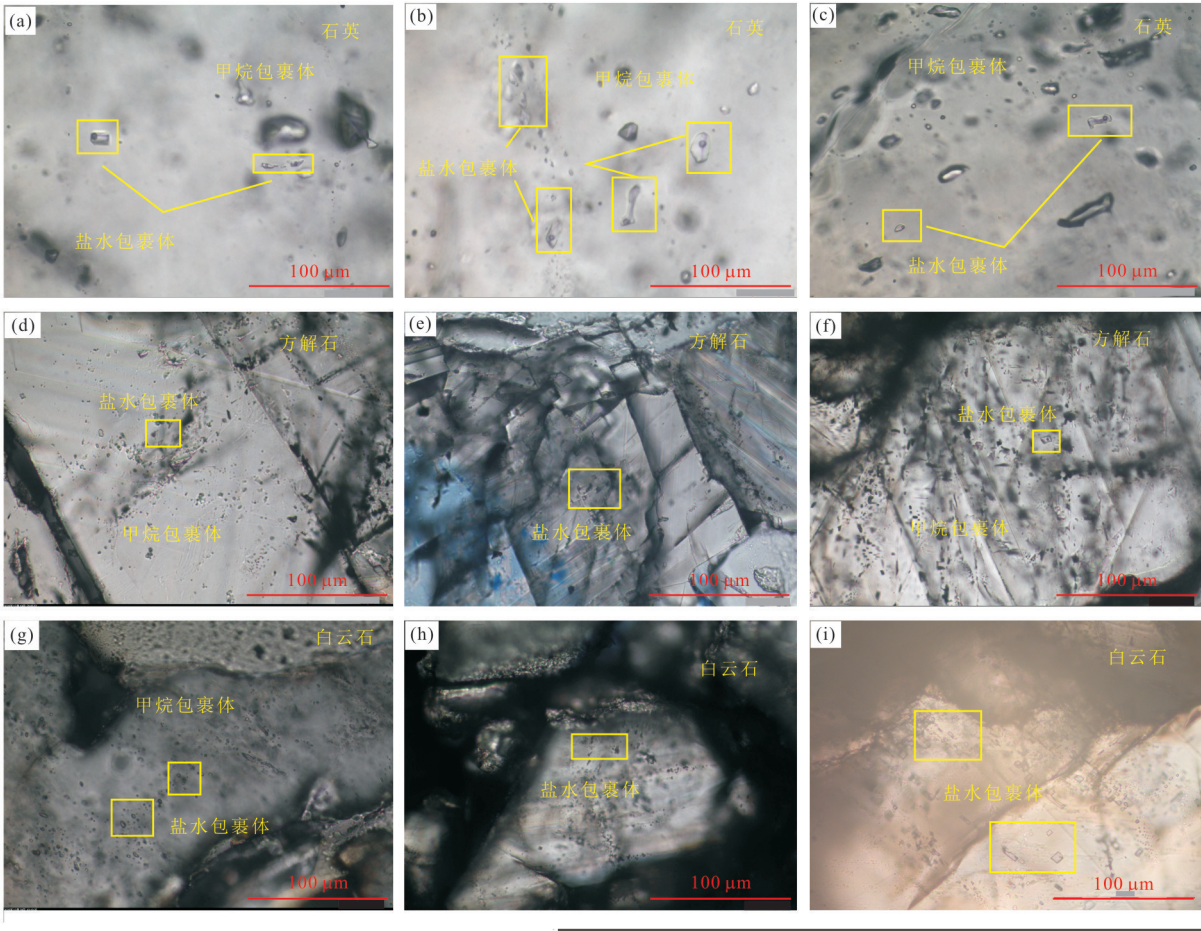 (a)
石英
甲烷包裹体
盐水包裹体
100 μm
(b)
石英
甲烷包裹体
盐水包裹体
100 μm
(c)
石英
甲烷包裹体
盐水包裹体
100 μm
(d)
方解石
盐水包裹体
甲烷包裹体
100 μm
(e)
方解石
盐水包裹体
100 μm
(f)
方解石
盐水包裹体
甲烷包裹体
100 μm
(g)
白云石
甲烷包裹体
盐水包裹体
100 μm
(h)
白云石
盐水包裹体
100 μm
(i)
白云石
盐水包裹体
100 μm